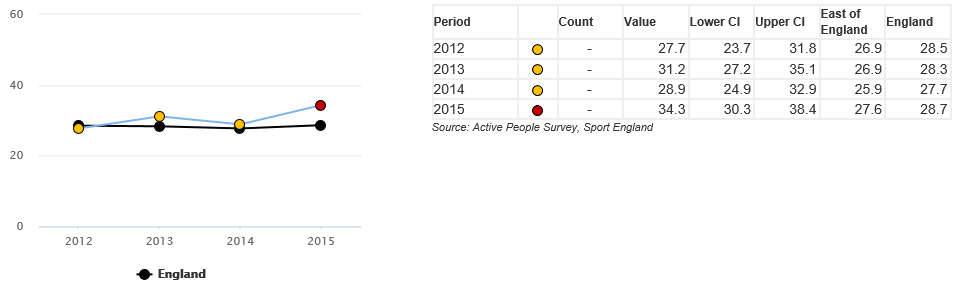 60
40
20
0
2012 2013 2014 2015
England
Period Count Value Lower CI Upper CI East of England England
2012 - 27.7 23.7 31.8 26.9 28.5
2013 - 31.2 27.2 35.1 26.9 28.3
2014 - 28.9 24.9 32.9 25.9 27.7
2015 - 34.3 30.3 38.4 27.6 28.7
Source: Active People Survey, Sport England